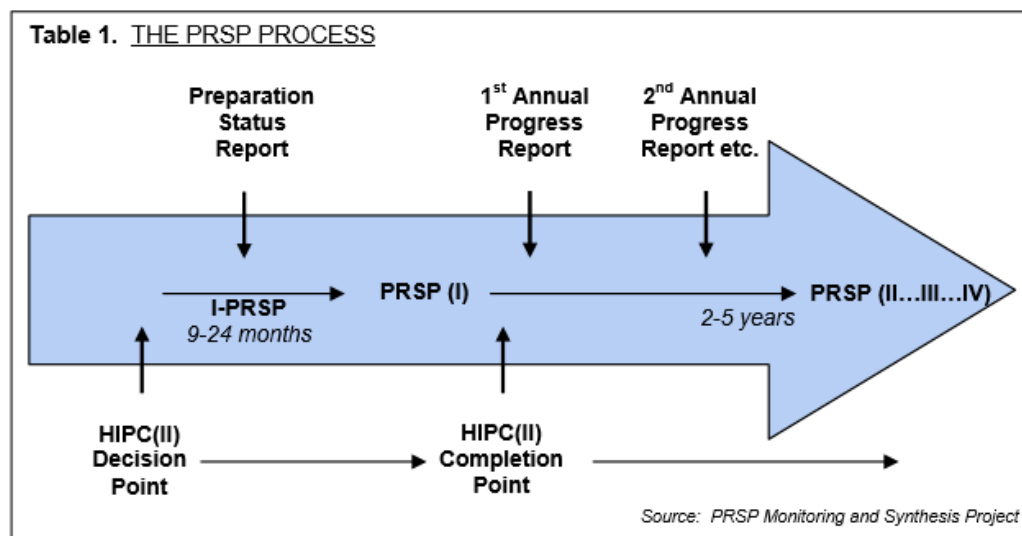 Table 1. THE PRSP PROCESS
Preparation
Status
Report
1st Annual
Progress
Report
2nd Annual
Progress
Report etc.
I-PRSP
9-24 months
PRSP (I)
2-5 years
PRSP (II...III...IV)
HIPC(II)
Decision
Point
HIPC(II)
Completion
Point
Source: PRSP Monitoring and Synthesis Project